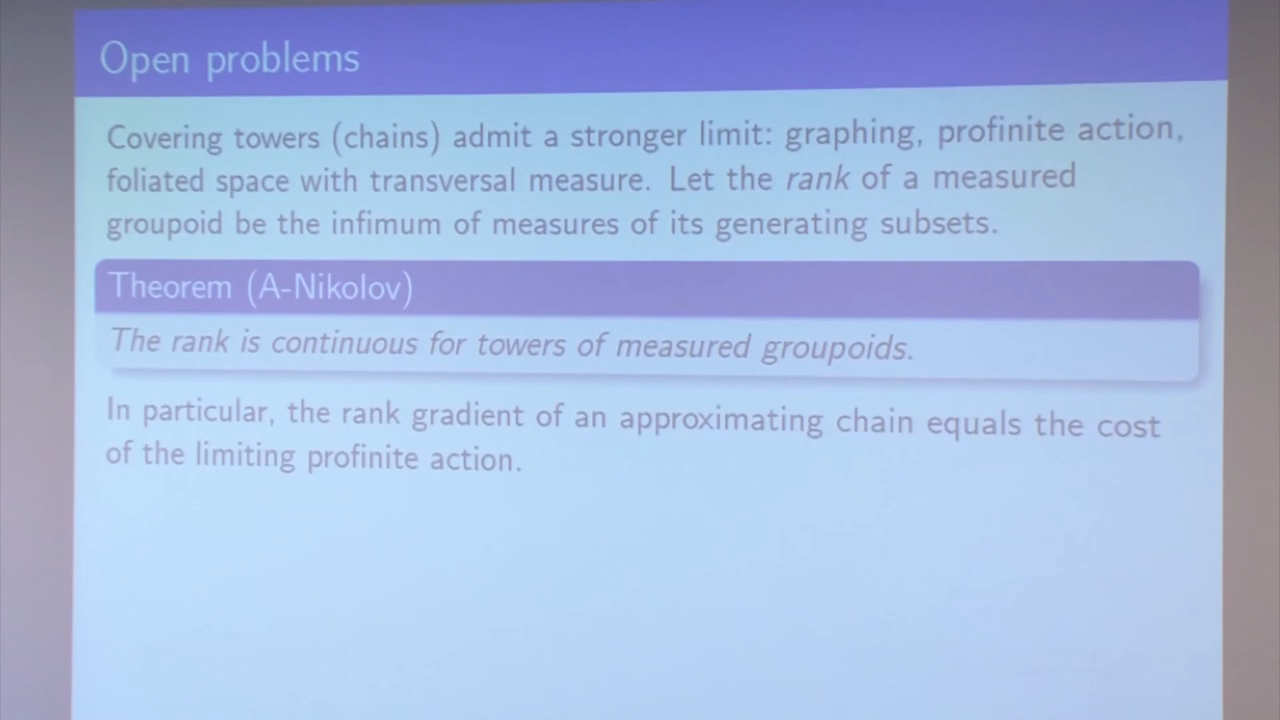 Open problems
Covering towers (chains) admit a stronger limit: graphing, profinite action,
foliated space with transversal measure. Let the rank of a measured
groupoid be the infimum of measures of its generating subsets.
Theorem (A-Nikolov)
The rank is continuous for towers of measured groupoids.
In particular, the rank gradient of an approximating chain equals the cost
of the limiting profinite action.